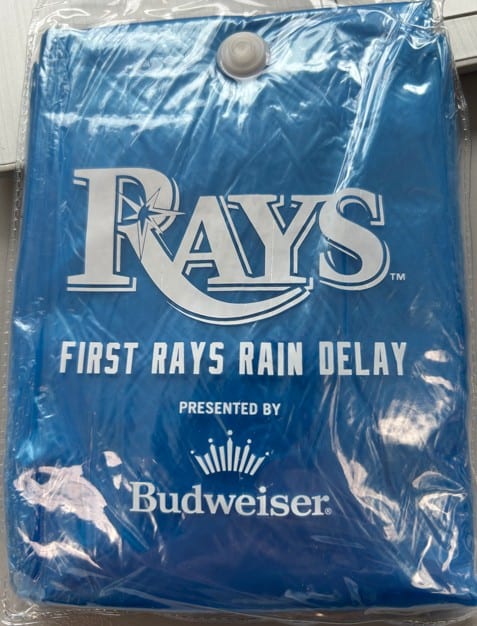 RAYS™
FIRST RAYS RAIN DELAY
PRESENTED BY
Budweiser®